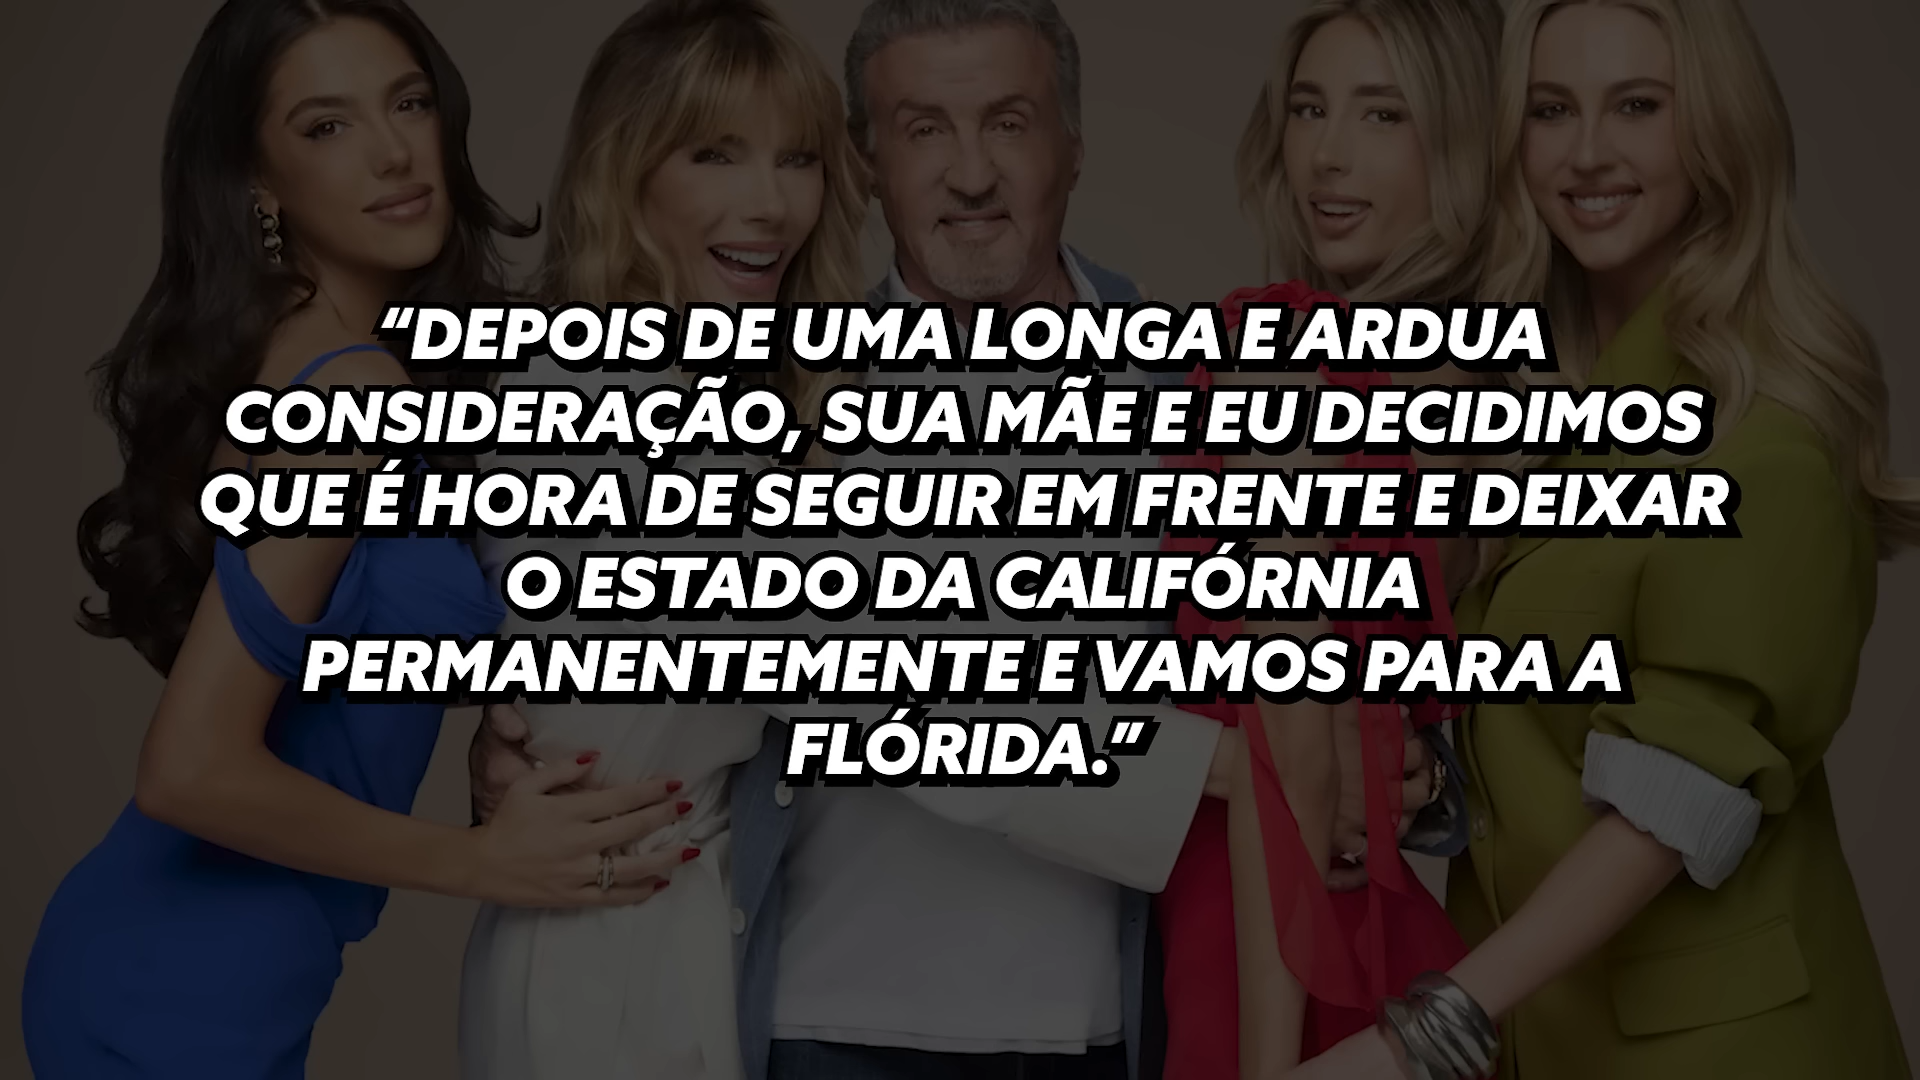 “DEPOIS DE UMA LONGA E ARDUA
CONSIDERAÇÃO, SUA MÃE E EU DECIDIMOS
QUE É HORA DE SEGUIR EM FRENTE E DEIXAR
O ESTADO DA CALIFÓRNIA
PERMANENTEMENTE E VAMOS PARA A
FLÓRIDA.”